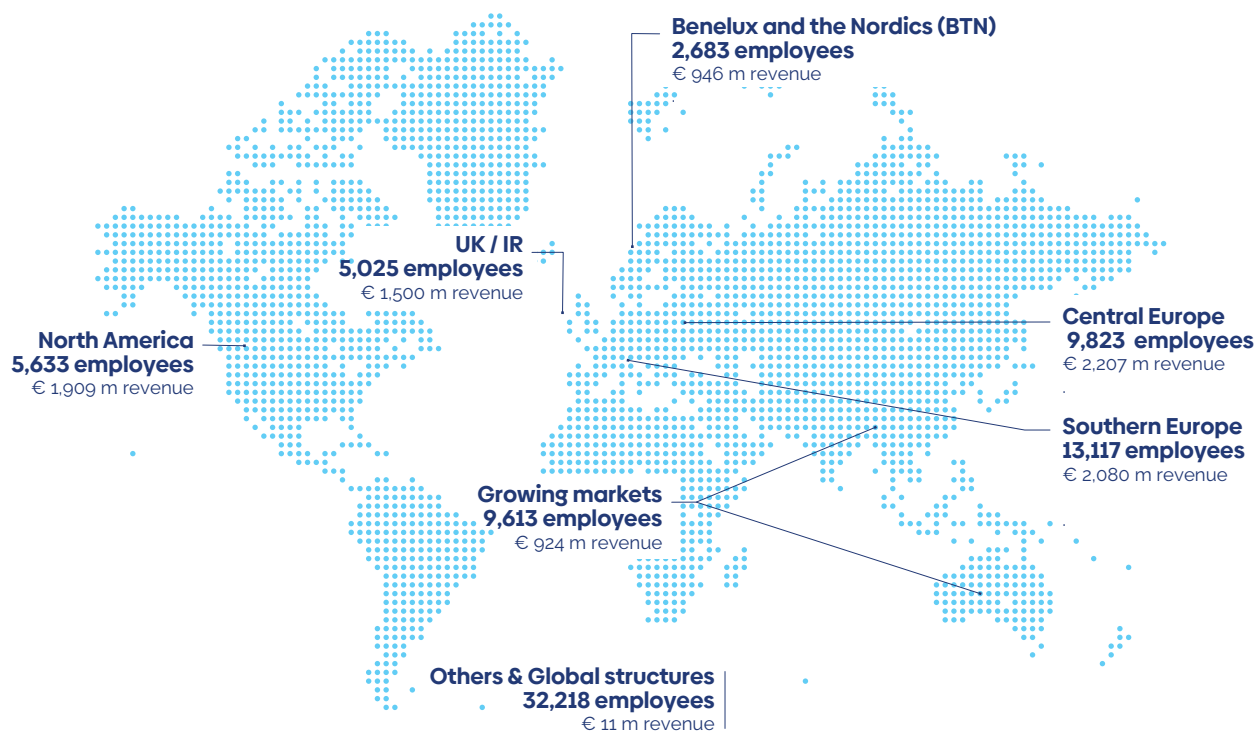 Benelux and the Nordics (BTN)
2,683 employees
€ 946 m revenue
UK / IR
5,025 employees
€ 1,500 m revenue
North America
5,633 employees
€ 1,909 m revenue
Central Europe
9,823 employees
€ 2,207 m revenue
Southern Europe
13,117 employees
€ 2,080 m revenue
Growing markets
9,613 employees
€ 924 m revenue
Others & Global structures
32,218 employees
€ 11 m revenue